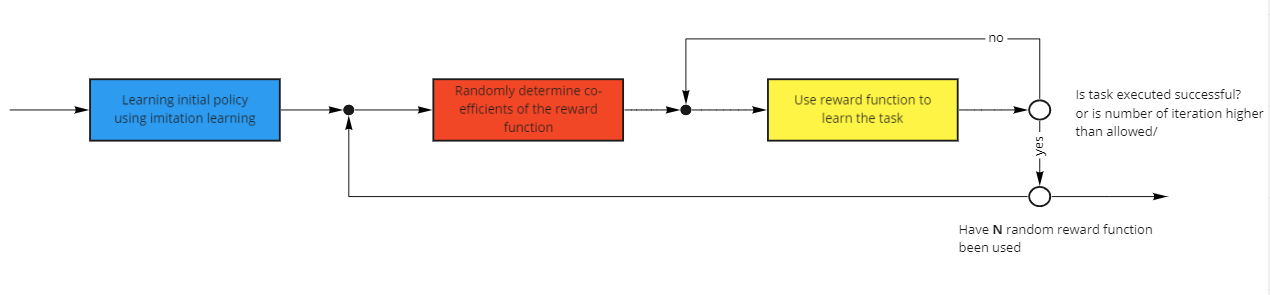 no
Learning initial policy
using imitation learning
Randomly determine co-
efficients of the reward
function
Use reward function to
learn the task
Is task executed successful?
or is number of iteration higher
than allowed/
yes
Have N random reward function
been used